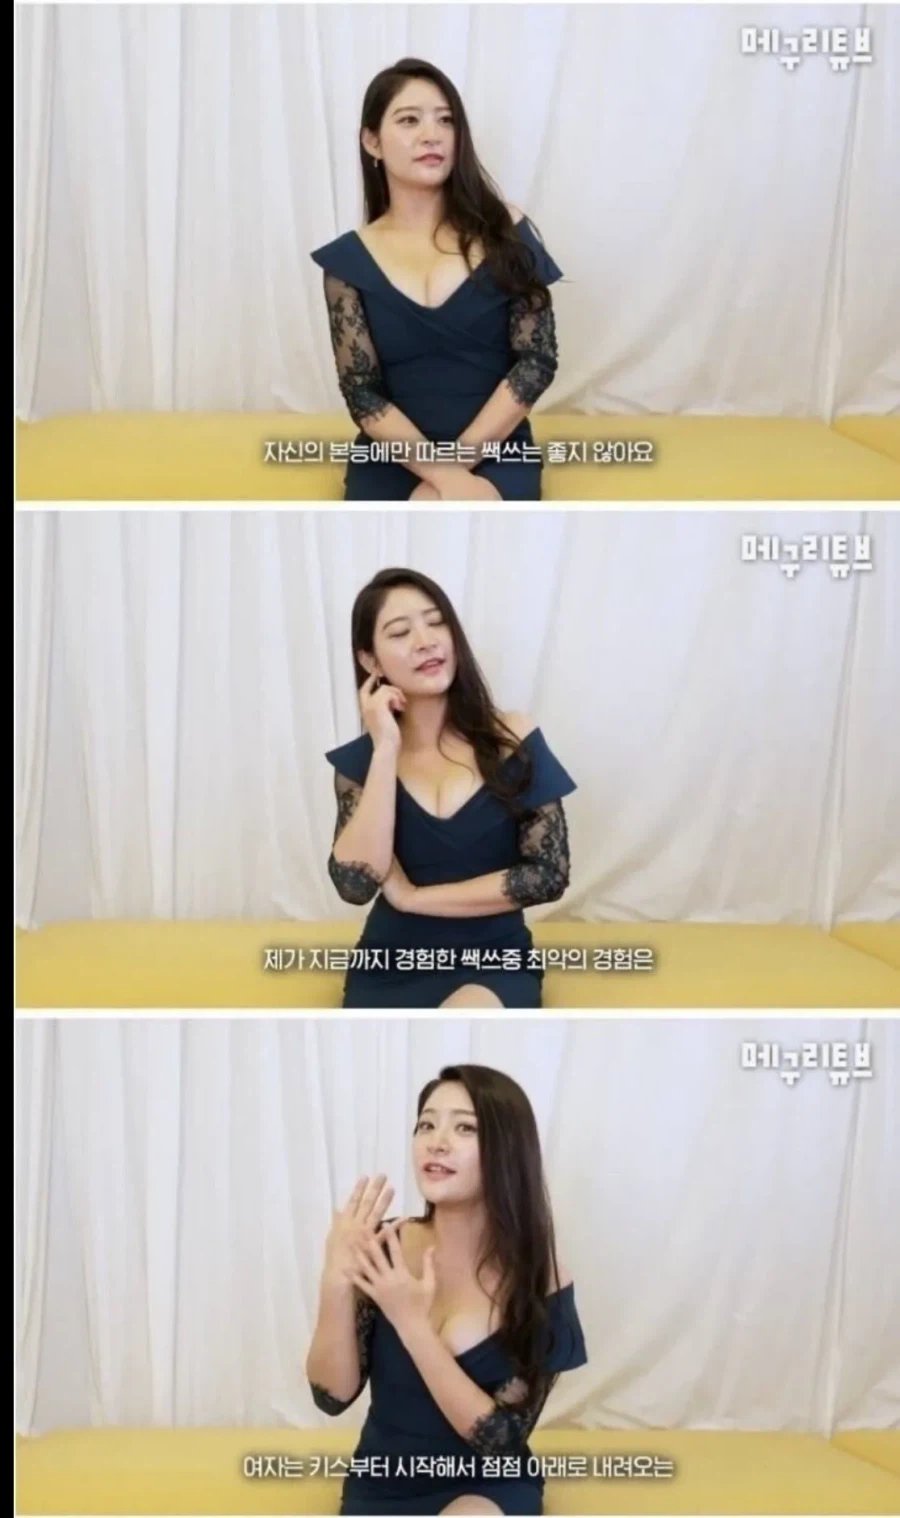 메구리튜브
자신의 본능에만 따르는 쌕쓰는 좋지 않아요
메구리튜브
제가 지금까지 경험한 쌕쓰중 최악의 경험은
메구리튜브
여자는 키스부터 시작해서 점점 아래로 내려오는